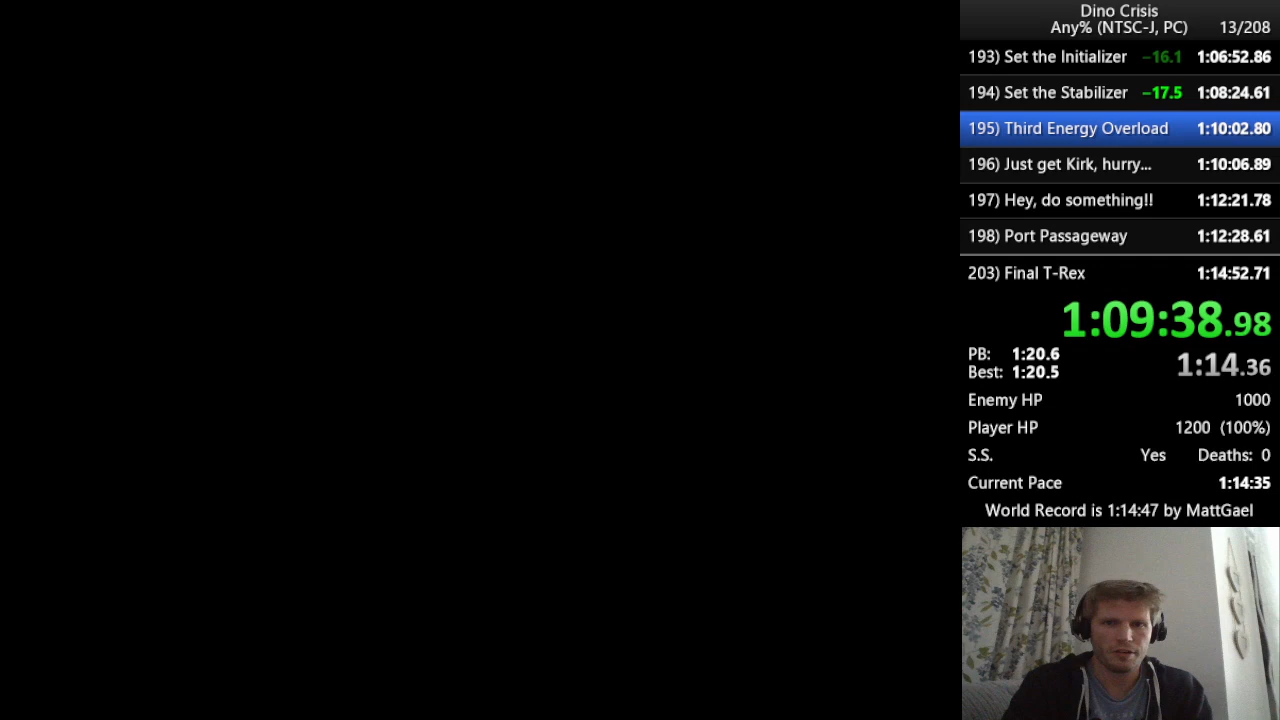 Dino Crisis
Any% (NTSC-J, PC) 13/208
193) Set the Initializer −16.1 1:06:52.86
194) Set the Stabilizer −17.5 1:08:24.61
195) Third Energy Overload 1:10:02.80
196) Just get Kirk, hurry... 1:10:06.89
197) Hey, do something!! 1:12:21.78
198) Port Passageway 1:12:28.61
203) Final T-Rex 1:14:52.71
1:09:38.98
PB: 1:20.6 1:14.36
Best: 1:20.5
Enemy HP 1000
Player HP 1200 (100%)
S.S. Yes Deaths: 0
Current Pace 1:14:35
World Record is 1:14:47 by MattGael